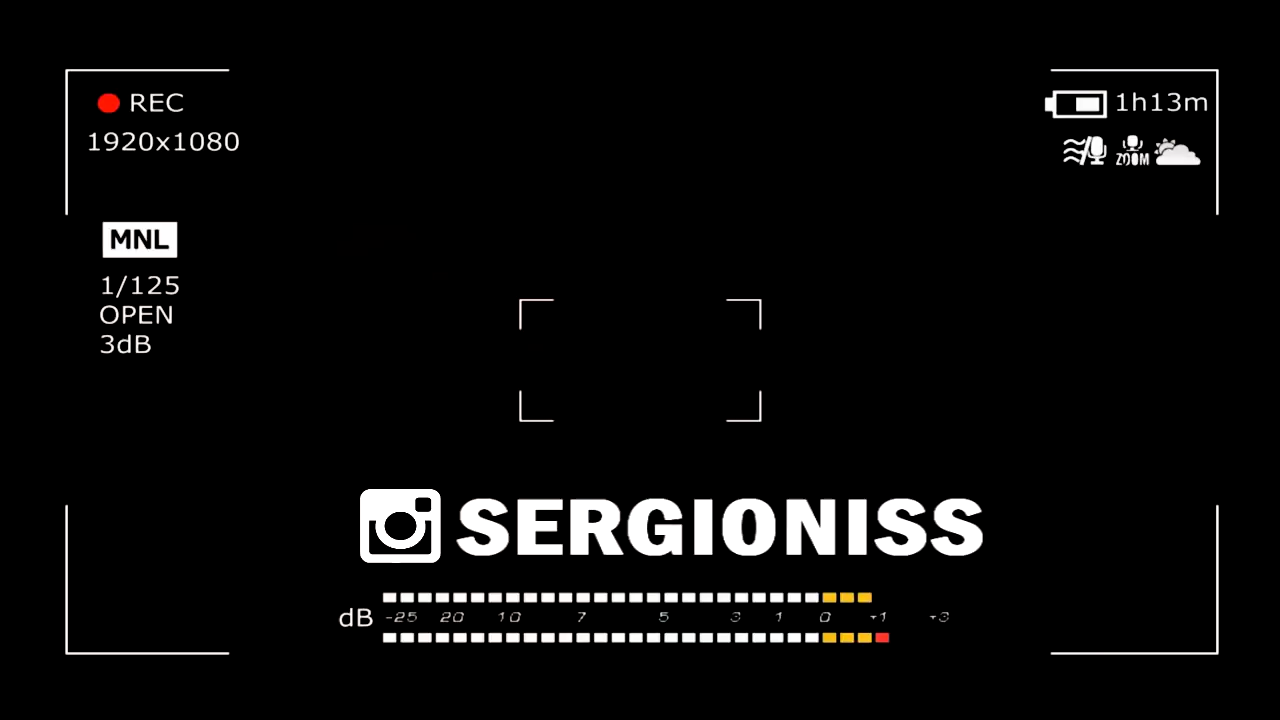 REC
1h13m
1920x1080
ZOOM
MNL
1/125
OPEN
3dB
SERGIONISS
dB -25 20 10 7 5 3 1 0 +1 +3